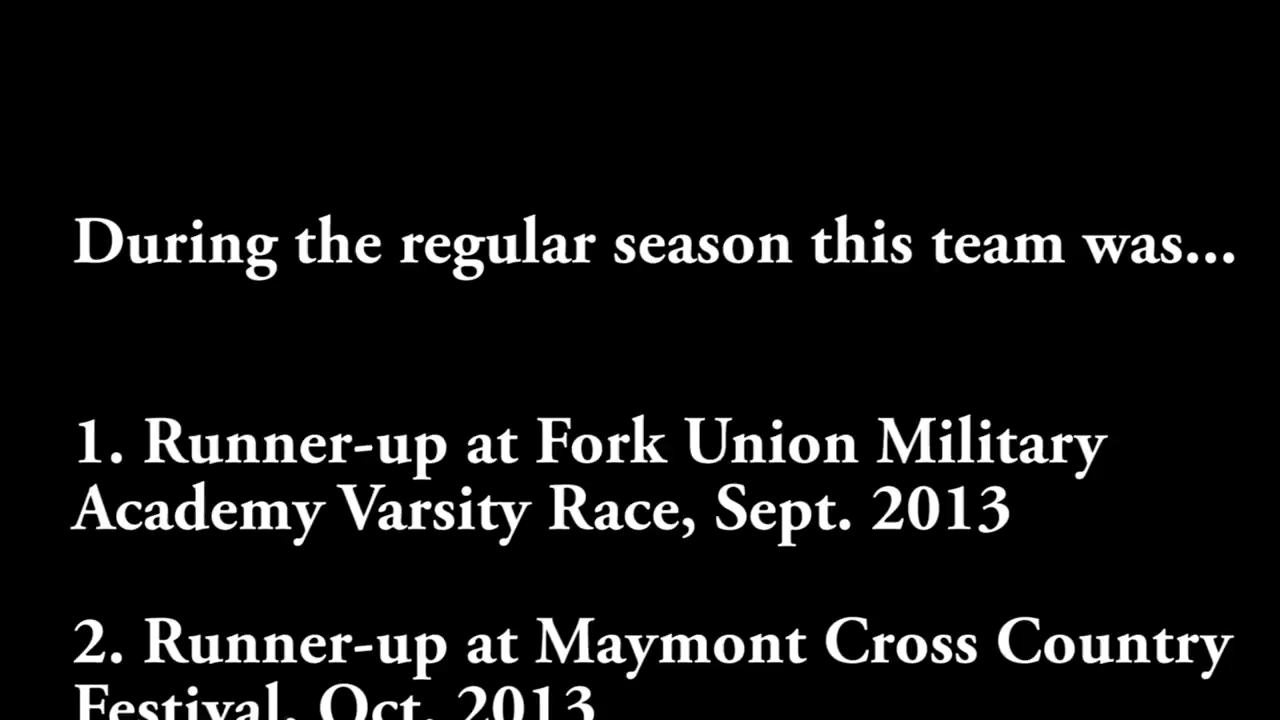 During the regular season this team was...
1. Runner-up at Fork Union Military
Academy Varsity Race, Sept. 2013
2. Runner-up at Maymont Cross Country
Festival, Oct. 2013